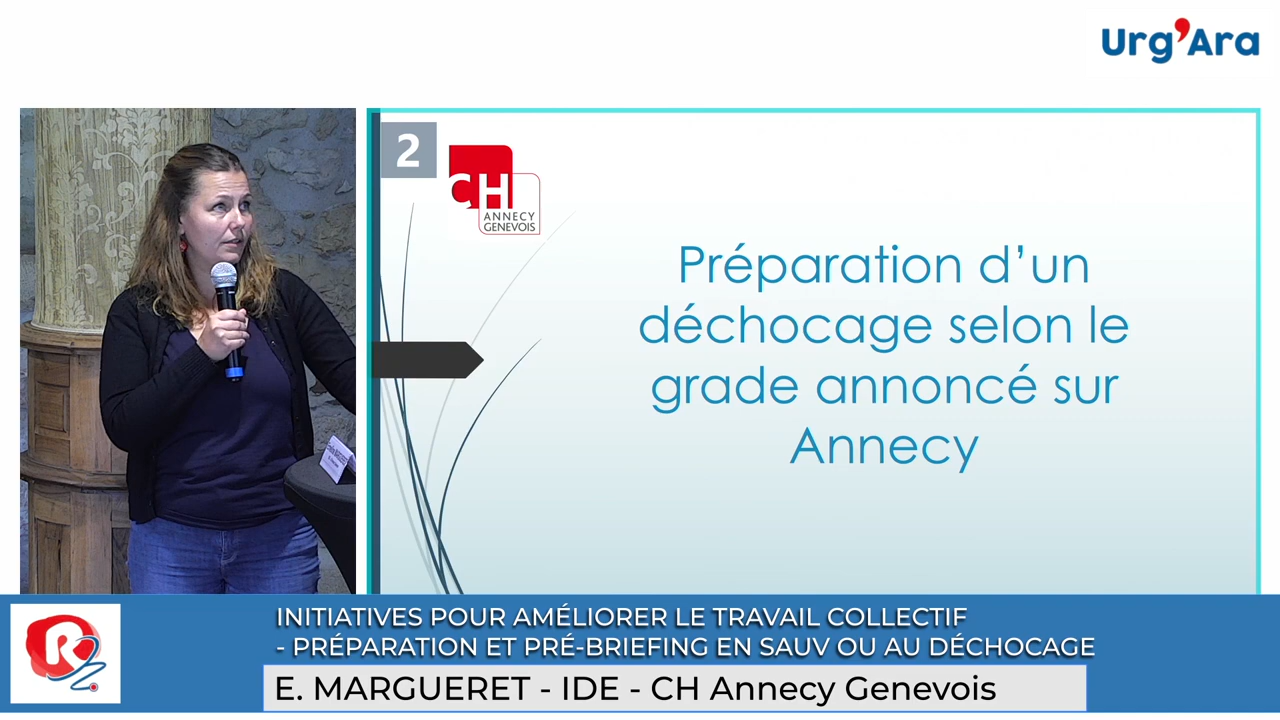 Urg'Ara
2
CH
ANNECY
GENEVOIS
Préparation d’un
déchocage selon le
grade annoncé sur
Annecy
INITIATIVES POUR AMÉLIORER LE TRAVAIL COLLECTIF
- PRÉPARATION ET PRÉ-BRIEFING EN SAUV OU AU DÉCHOCAGE
R
E. MARGUERET - IDE - CH Annecy Genevois